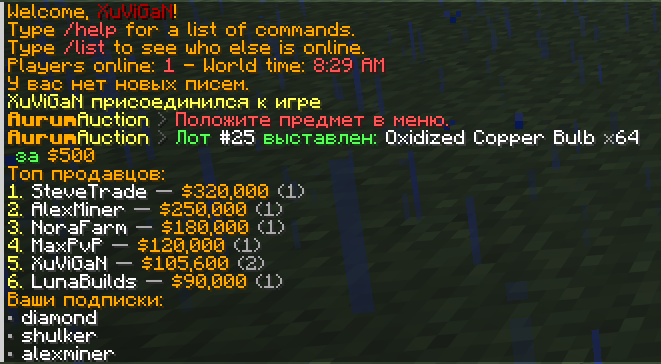 Welcome, XuViGaN!
Type /help for a list of commands.
Type /list to see who else is online.
Players online: 1 – World time: 8:29 AM
У вас нет новых писем.
XuViGaN присоединился к игре
AurumAuction > Положите предмет в меню.
AurumAuction > Лот #25 выставлен: Oxidized Copper Bulb x64
за $500
Топ продавцов:
1. SteveTrade — $320,000 (1)
2. AlexMiner — $250,000 (1)
3. NoraFarm — $180,000 (1)
4. MaxPvP — $120,000 (1)
5. XuViGaN — $105,600 (2)
6. LunaBuilds — $90,000 (1)
Ваши подписки:
• diamond
• shulker
• alexminer